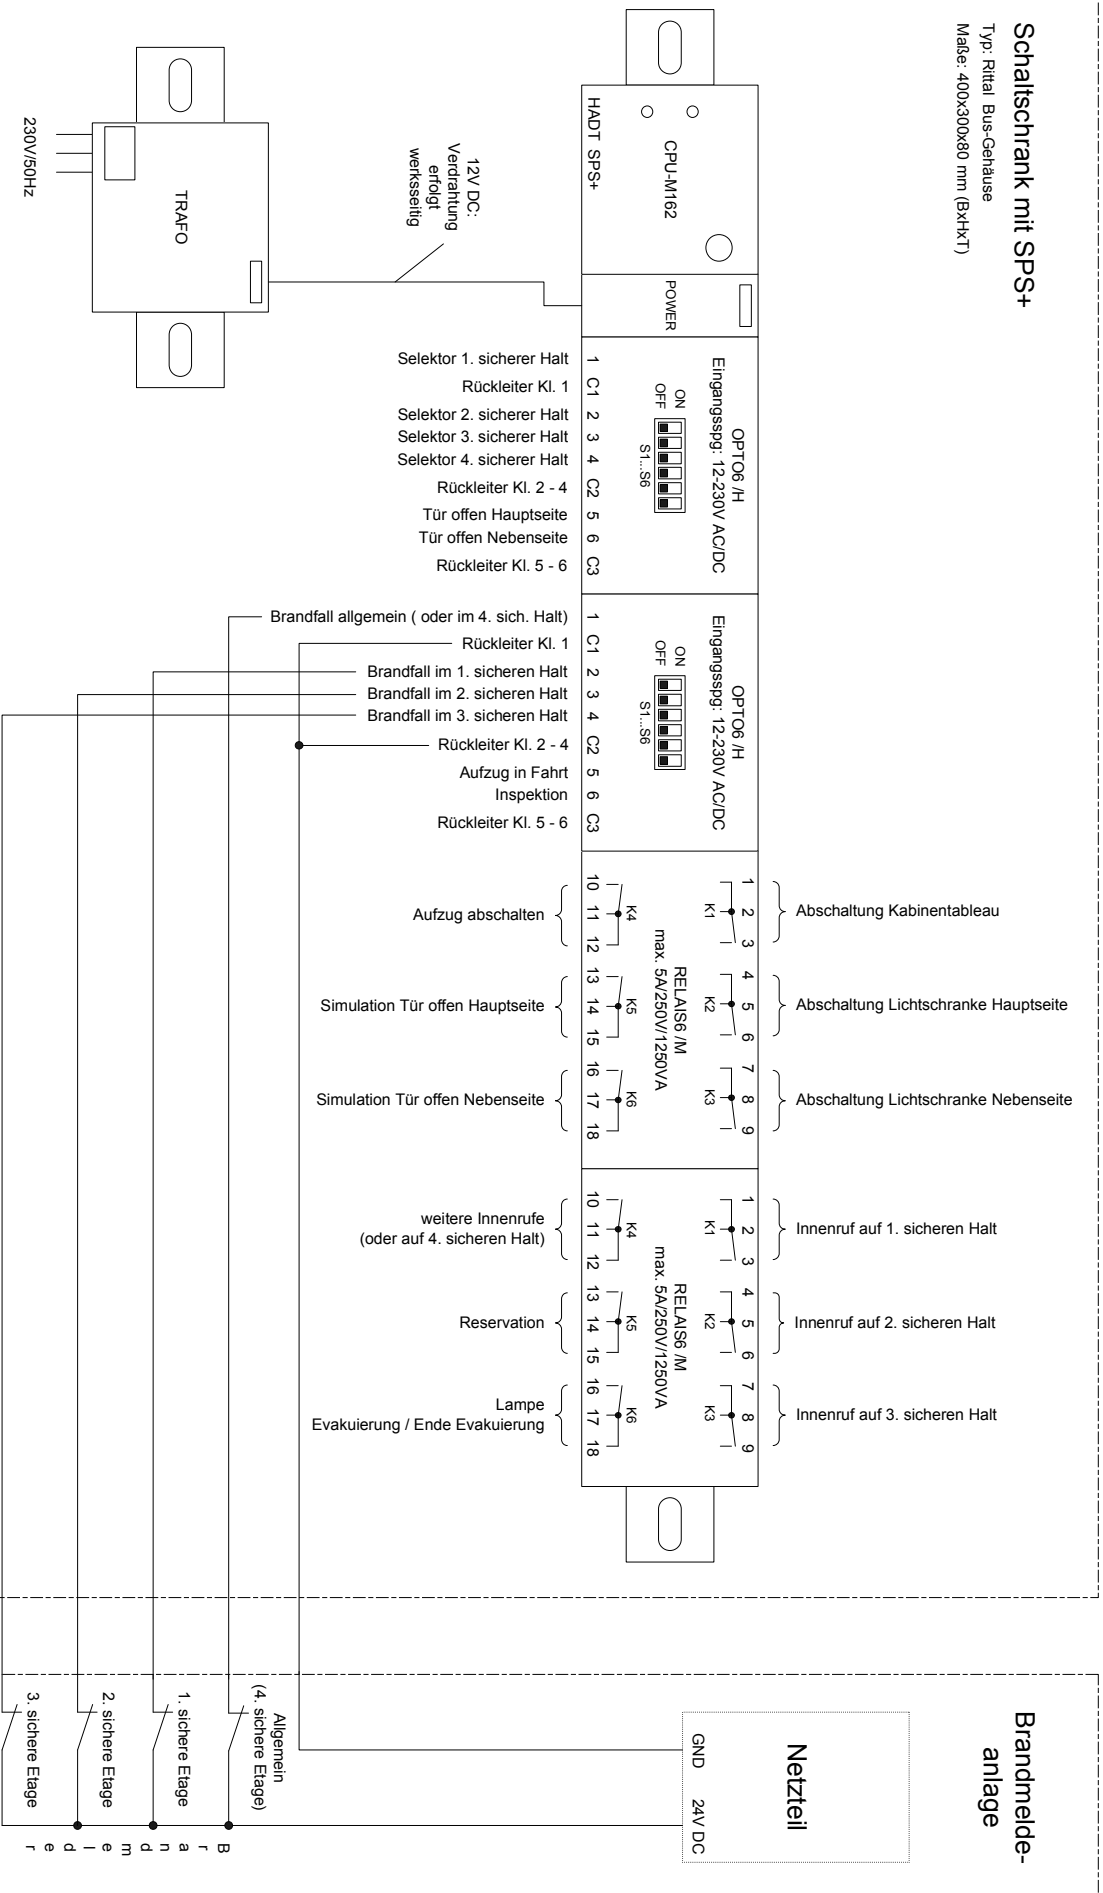 Schaltschrank mit SPS+
Typ: Rittal Bus-Gehäuse
Maße: 400x300x80 mm (BxHxT)
HADT SPS+
CPU-M162
POWER
12V DC:
Verdrahtung
erfolgt
werksseitig
TRAFO
230V/50Hz
OPTO6 /H
Eingangsspg: 12-230V AC/DC
ON
OFF
S1...S6
Selektor 1. sicherer Halt 1
Rückleiter Kl. 1 C1
Selektor 2. sicherer Halt 2
Selektor 3. sicherer Halt 3
Selektor 4. sicherer Halt 4
Rückleiter Kl. 2 - 4 C2
Tür offen Hauptseite 5
Tür offen Nebenseite 6
Rückleiter Kl. 5 - 6 C3
OPTO6 /H
Eingangsspg: 12-230V AC/DC
ON
OFF
S1...S6
Brandfall allgemein ( oder im 4. sich. Halt) 1
Rückleiter Kl. 1 C1
Brandfall im 1. sicheren Halt 2
Brandfall im 2. sicheren Halt 3
Brandfall im 3. sicheren Halt 4
Rückleiter Kl. 2 - 4 C2
Aufzug in Fahrt 5
Inspektion 6
Rückleiter Kl. 5 - 6 C3
RELAIS6 /M
max. 5A/250V/1250VA
1 2 3 K1 Abschaltung Kabinentableau
4 5 6 K2 Abschaltung Lichtschranke Hauptseite
7 8 9 K3 Abschaltung Lichtschranke Nebenseite
Aufzug abschalten 10 11 12 K4
Simulation Tür offen Hauptseite 13 14 15 K5
Simulation Tür offen Nebenseite 16 17 18 K6
RELAIS6 /M
max. 5A/250V/1250VA
1 2 3 K1 Innenruf auf 1. sicheren Halt
4 5 6 K2 Innenruf auf 2. sicheren Halt
7 8 9 K3 Innenruf auf 3. sicheren Halt
weitere Innenrufe
(oder auf 4. sicheren Halt) 10 11 12 K4
Reservation 13 14 15 K5
Lampe
Evakuierung / Ende Evakuierung 16 17 18 K6
Brandmelde-
anlage
Netzteil
GND
24V DC
Allgemein
(4. sichere Etage)
1. sichere Etage
2. sichere Etage
3. sichere Etage
B r a n d m e l d e r